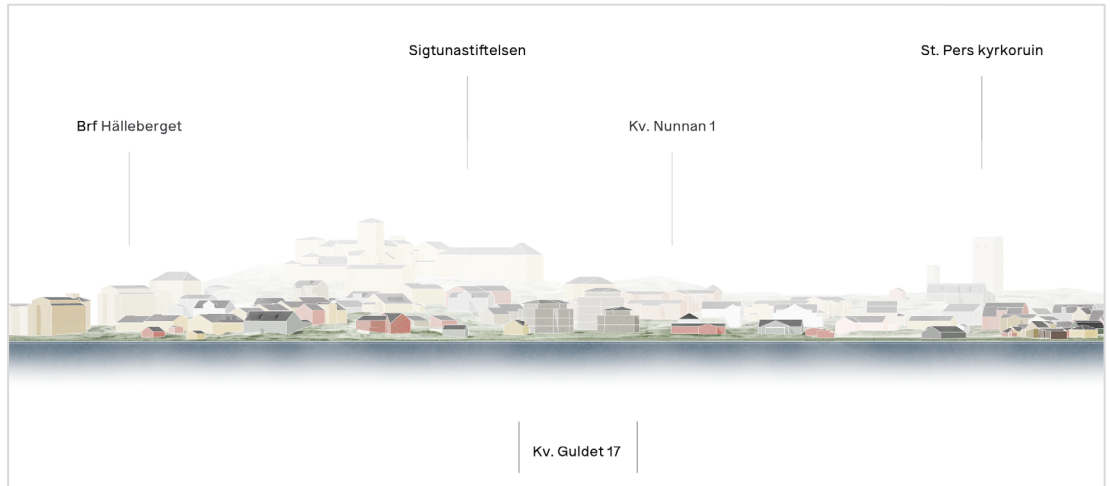 Sigtunastiftelsen
St. Pers kyrkoruin
Brf Hälleberget
Kv. Nunnan 1
Kv. Guldet 17